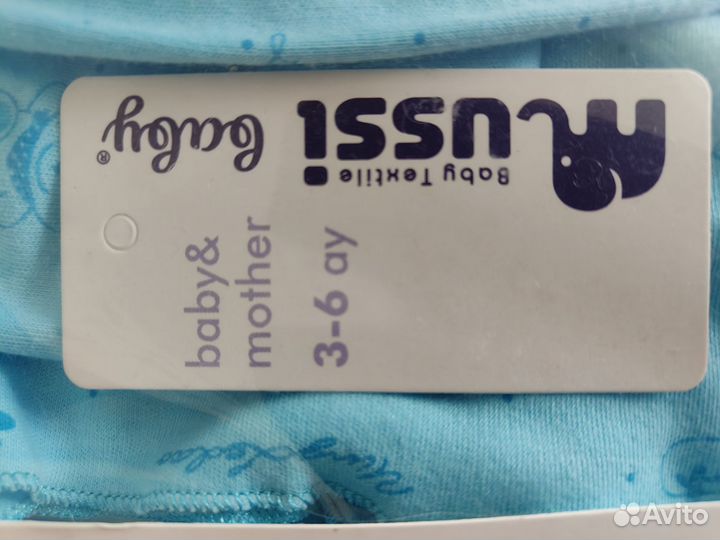 Mussi baby®
Baby Textile
baby&
mother
3-6 ay
Avito